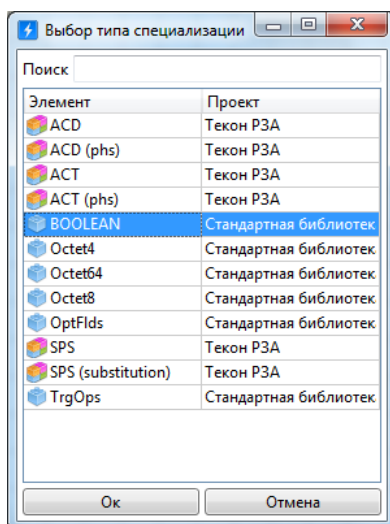 Выбор типа специализации
Поиск
Элемент Проект
ACD Текон РЗА
ACD (phs) Текон РЗА
ACT Текон РЗА
ACT (phs) Текон РЗА
BOOLEAN Стандартная библиотек
Octet4 Стандартная библиотек
Octet64 Стандартная библиотек
Octet8 Стандартная библиотек
OptFlds Стандартная библиотек
SPS Текон РЗА
SPS (substitution) Текон РЗА
TrgOps Стандартная библиотек
Ок Отмена